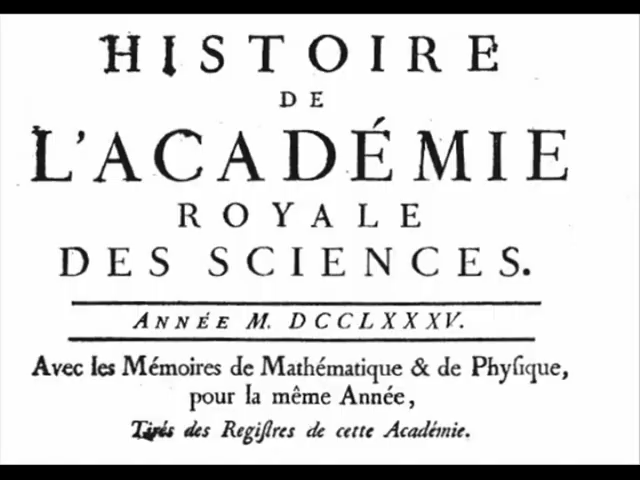 HISTOIRE
DE
L'ACADÉMIE
ROYALE
DES SCIENCES.
ANNÉE M. DCCLXXXV.
Avec les Mémoires de Mathématique & de Phyſique,
pour la même Année,
Tirés des Regiſtres de cette Académie.